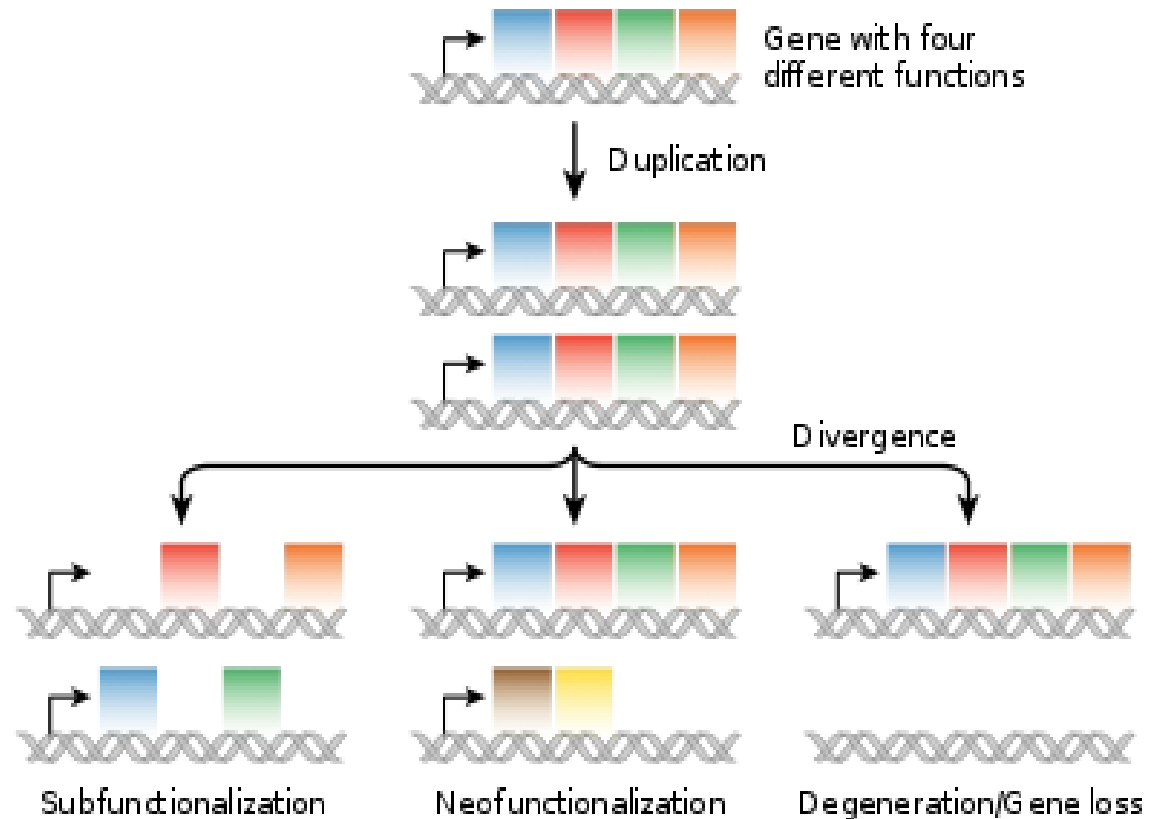 Gene with four
different functions
Duplication
Divergence
Subfunctionalization
Neofunctionalization
Degeneration/Gene loss